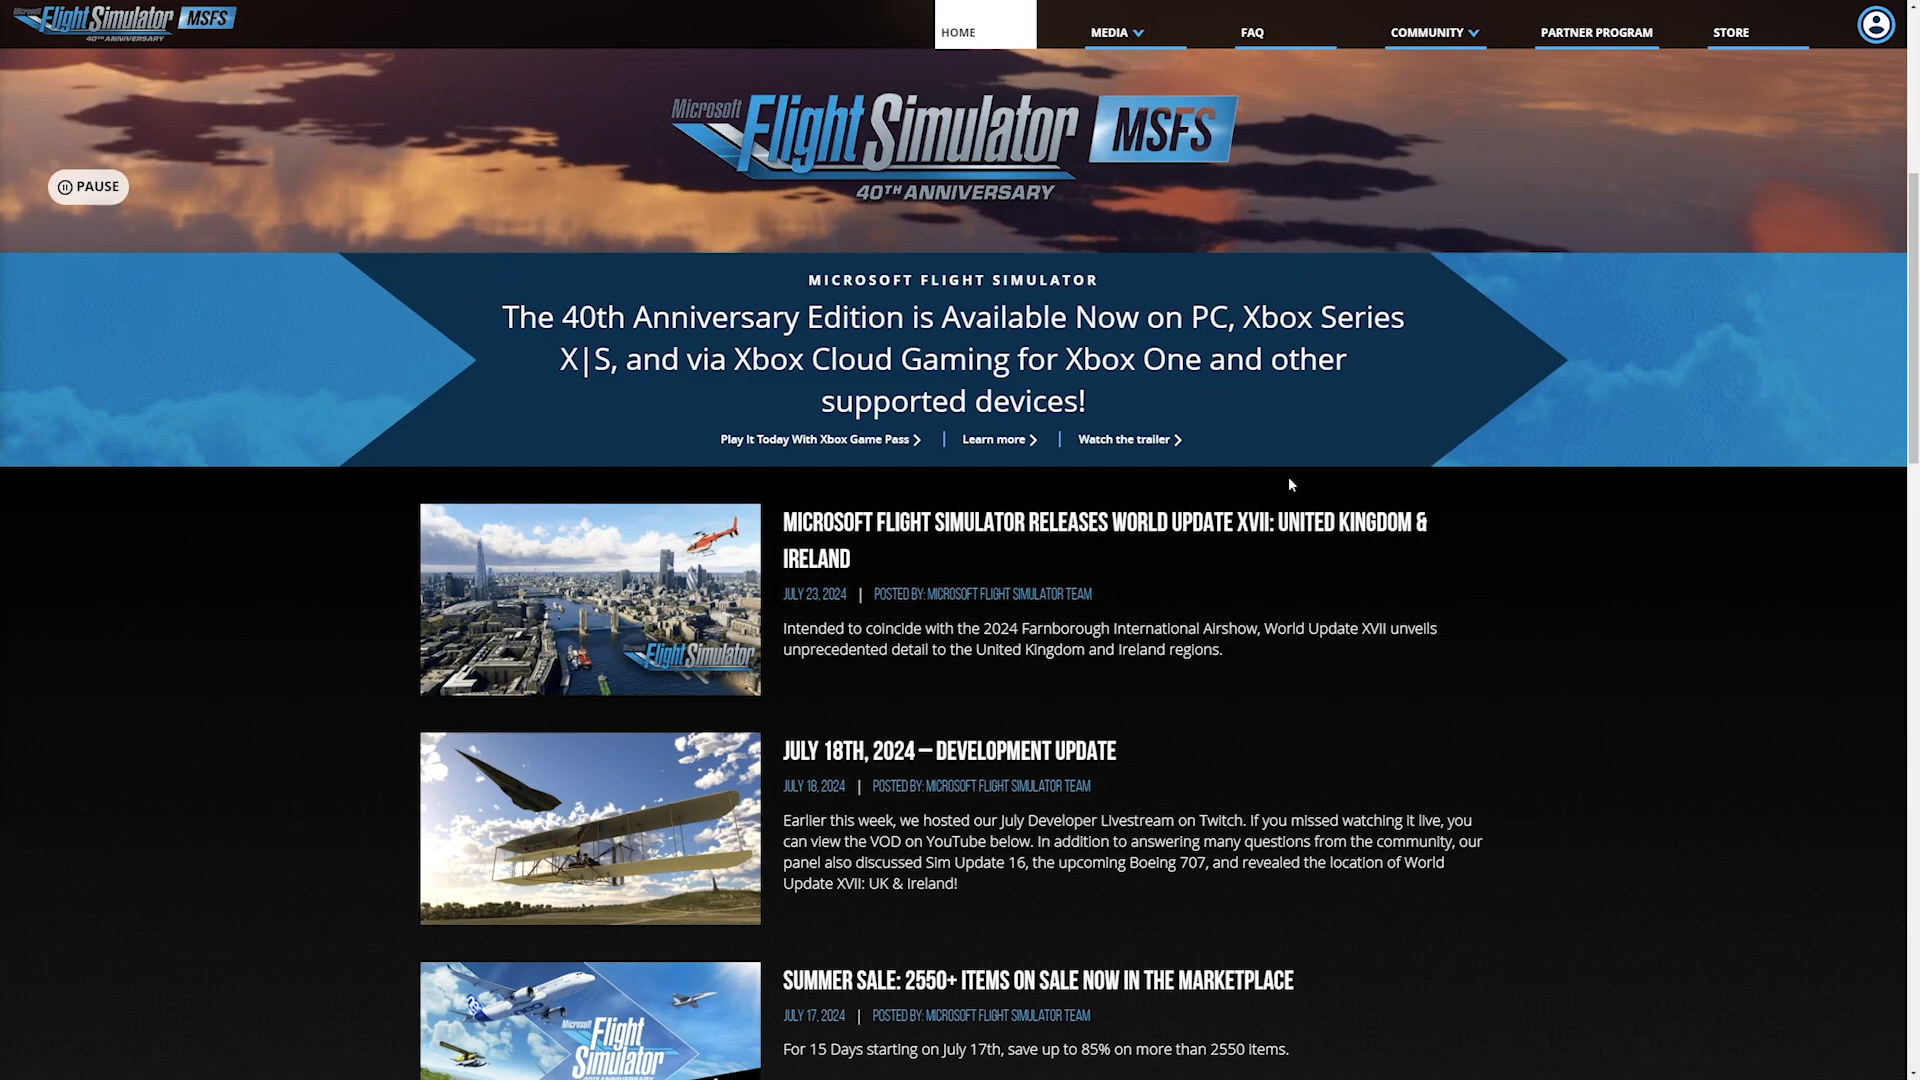 Microsoft Flight Simulator MSFS
40TH ANNIVERSARY
HOME
MEDIA
FAQ
COMMUNITY
PARTNER PROGRAM
STORE
Microsoft Flight Simulator MSFS
40TH ANNIVERSARY
PAUSE
MICROSOFT FLIGHT SIMULATOR
The 40th Anniversary Edition is Available Now on PC, Xbox Series
X|S, and via Xbox Cloud Gaming for Xbox One and other
supported devices!
Play It Today With Xbox Game Pass | Learn more | Watch the trailer
MICROSOFT FLIGHT SIMULATOR RELEASES WORLD UPDATE XVII: UNITED KINGDOM &
IRELAND
JULY 23, 2024 | POSTED BY: MICROSOFT FLIGHT SIMULATOR TEAM
Intended to coincide with the 2024 Farnborough International Airshow, World Update XVII unveils
unprecedented detail to the United Kingdom and Ireland regions.
Flight Simulator
JULY 18TH, 2024 – DEVELOPMENT UPDATE
JULY 18, 2024 | POSTED BY: MICROSOFT FLIGHT SIMULATOR TEAM
Earlier this week, we hosted our July Developer Livestream on Twitch. If you missed watching it live, you
can view the VOD on YouTube below. In addition to answering many questions from the community, our
panel also discussed Sim Update 16, the upcoming Boeing 707, and revealed the location of World
Update XVII: UK & Ireland!
SUMMER SALE: 2550+ ITEMS ON SALE NOW IN THE MARKETPLACE
JULY 17, 2024 | POSTED BY: MICROSOFT FLIGHT SIMULATOR TEAM
For 15 Days starting on July 17th, save up to 85% on more than 2550 items.
Microsoft
Flight
Simulator